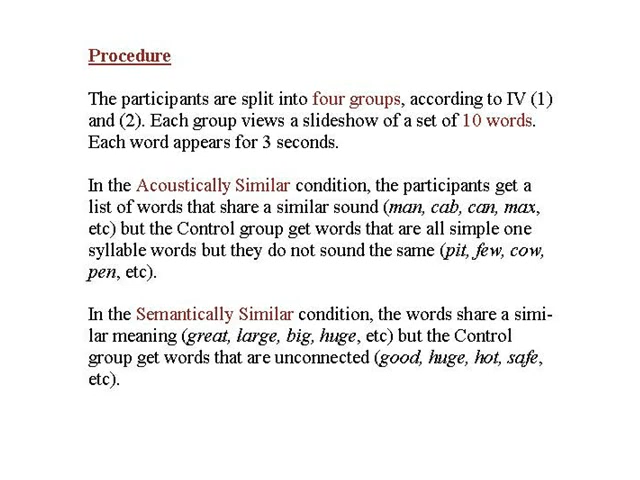 Procedure
The participants are split into four groups, according to IV (1)
and (2). Each group views a slideshow of a set of 10 words.
Each word appears for 3 seconds.
In the Acoustically Similar condition, the participants get a
list of words that share a similar sound (man, cab, can, max,
etc) but the Control group get words that are all simple one
syllable words but they do not sound the same (pit, few, cow,
pen, etc).
In the Semantically Similar condition, the words share a simi-
lar meaning (great, large, big, huge, etc) but the Control
group get words that are unconnected (good, huge, hot, safe,
etc).